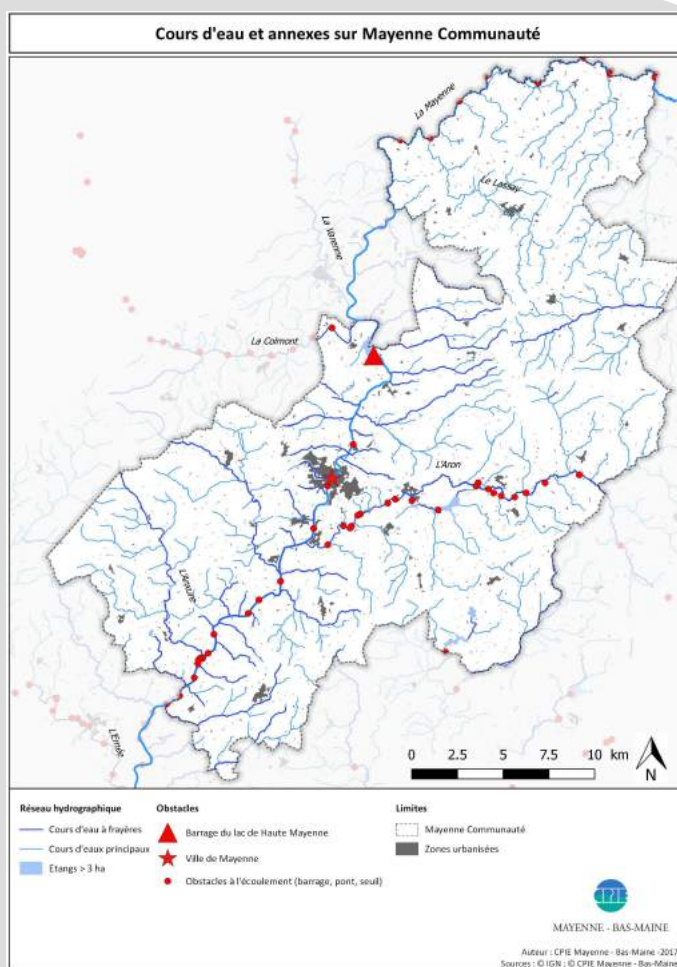 Cours d'eau et annexes sur Mayenne Communauté
La Mayenne
Le Lassay
La Varenne
La Colmont
L'Aron
L'Anvure
L'Ernée
0 2.5 5 7.5 10 km
N
Réseau hydrographique
Cours d'eau à frayères
Cours d'eaux principaux
Etangs > 3 ha
Obstacles
Barrage du lac de Haute Mayenne
Ville de Mayenne
Obstacles à l'écoulement (barrage, pont, seuil)
Limites
Mayenne Communauté
Zones urbanisées
CPIE
MAYENNE - BAS-MAINE
Auteur : CPIE Mayenne - Bas-Maine -2017
Sources : © IGN ; © CPIE Mayenne - Bas-Maine